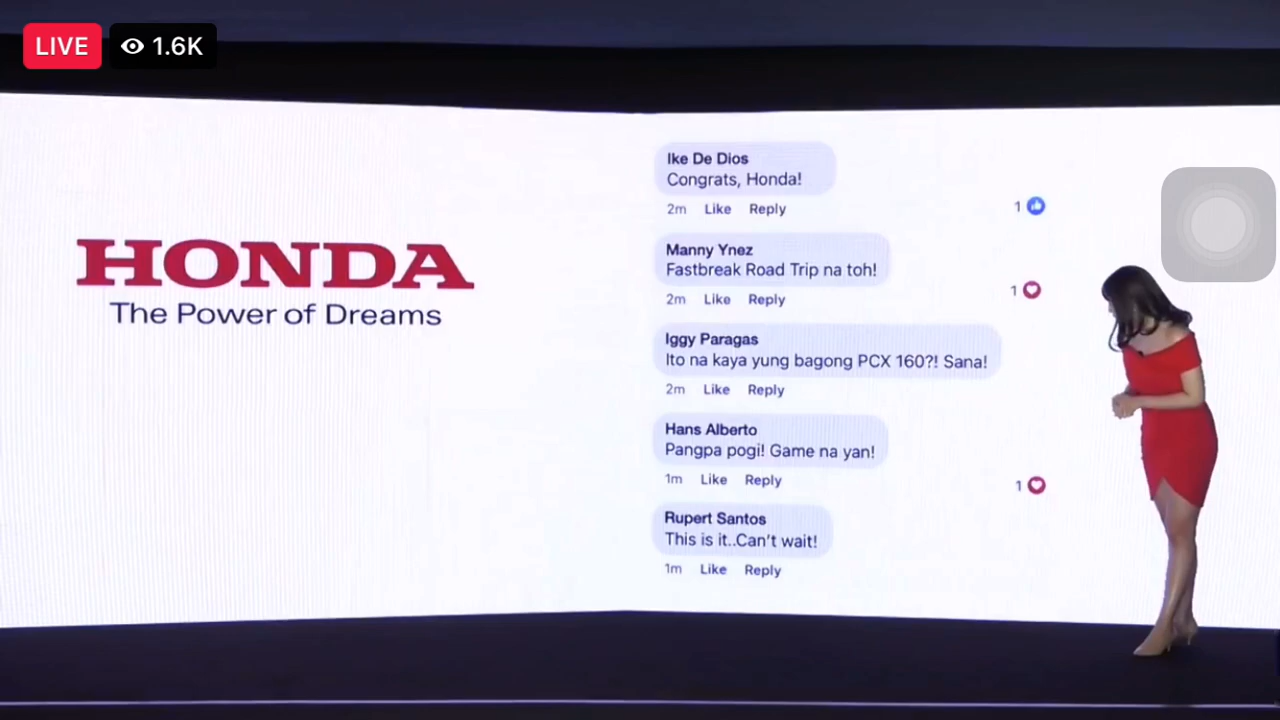 LIVE 1.6K
HONDA
The Power of Dreams
Ike De Dios
Congrats, Honda!
2m Like Reply 1
Manny Ynez
Fastbreak Road Trip na toh!
2m Like Reply 1
Iggy Paragas
Ito na kaya yung bagong PCX 160?! Sana!
2m Like Reply
Hans Alberto
Pangpa pogi! Game na yan!
1m Like Reply 1
Rupert Santos
This is it..Can't wait!
1m Like Reply